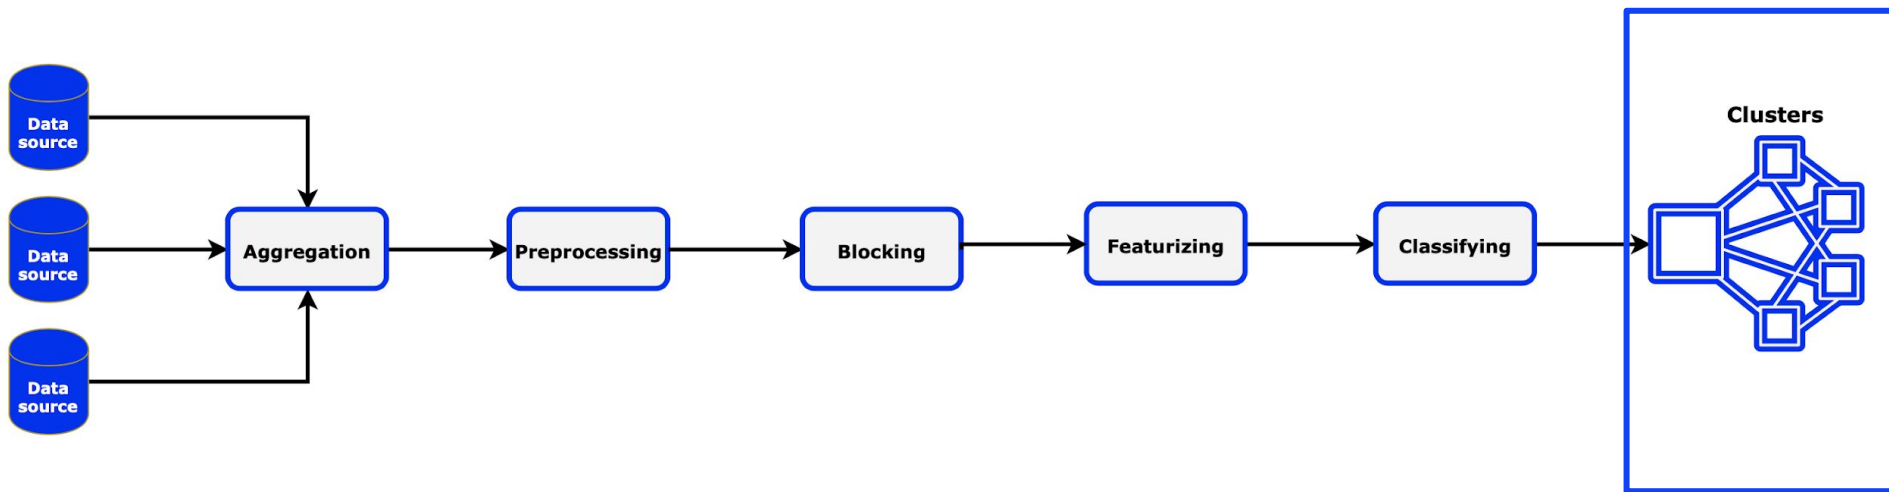 Data
source
Data
source
Data
source
Aggregation
Preprocessing
Blocking
Featurizing
Classifying
Clusters